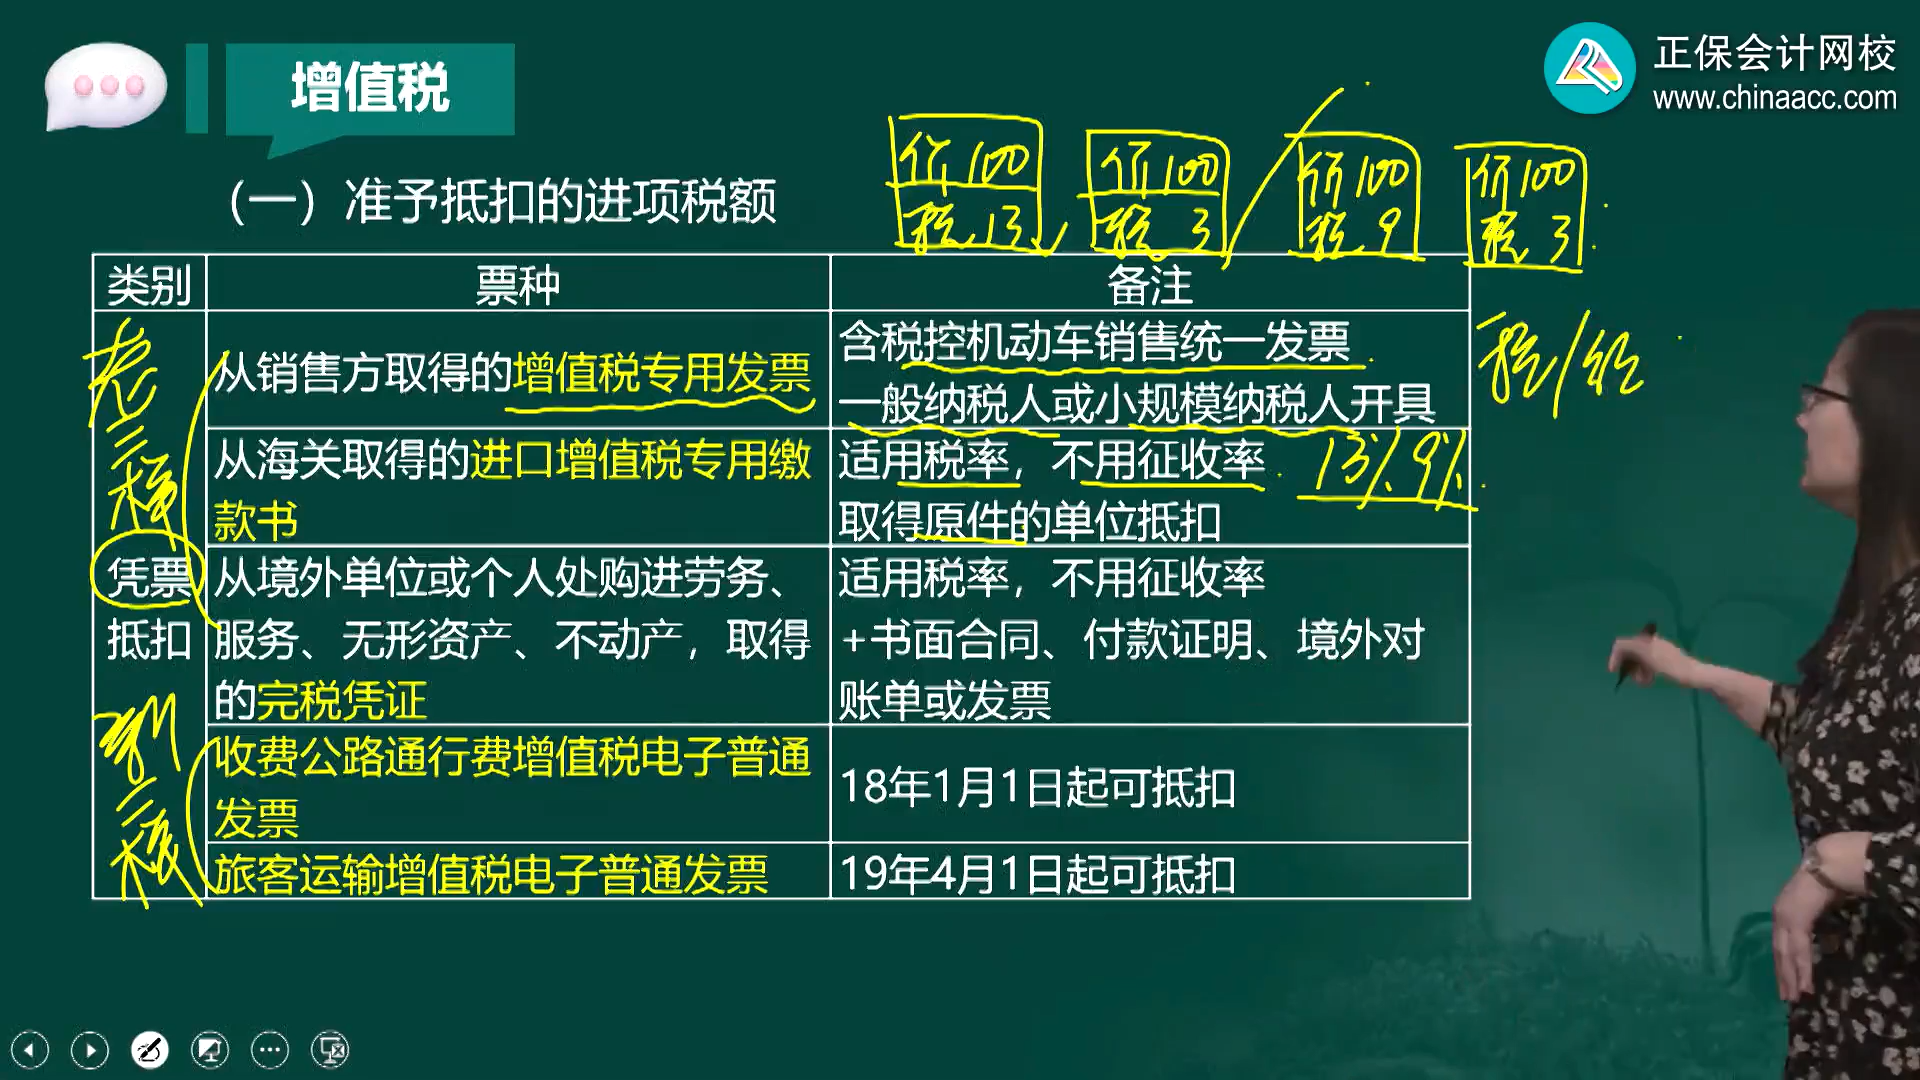 增值税
正保会计网校
www.chinaacc.com
价100
税13
价100
税3
价100
税9
价100
税3
（一）准予抵扣的进项税额
类别
票种
备注
老
三样
凭票
抵扣
新
二样
从销售方取得的增值税专用发票
含税控机动车销售统一发票
一般纳税人或小规模纳税人开具
从海关取得的进口增值税专用缴
款书
适用税率，不用征收率
13% 9%
取得原件的单位抵扣
从境外单位或个人处购进劳务、
服务、无形资产、不动产，取得
的完税凭证
适用税率，不用征收率
+书面合同、付款证明、境外对
账单或发票
收费公路通行费增值税电子普通
发票
18年1月1日起可抵扣
旅客运输增值税电子普通发票
19年4月1日起可抵扣